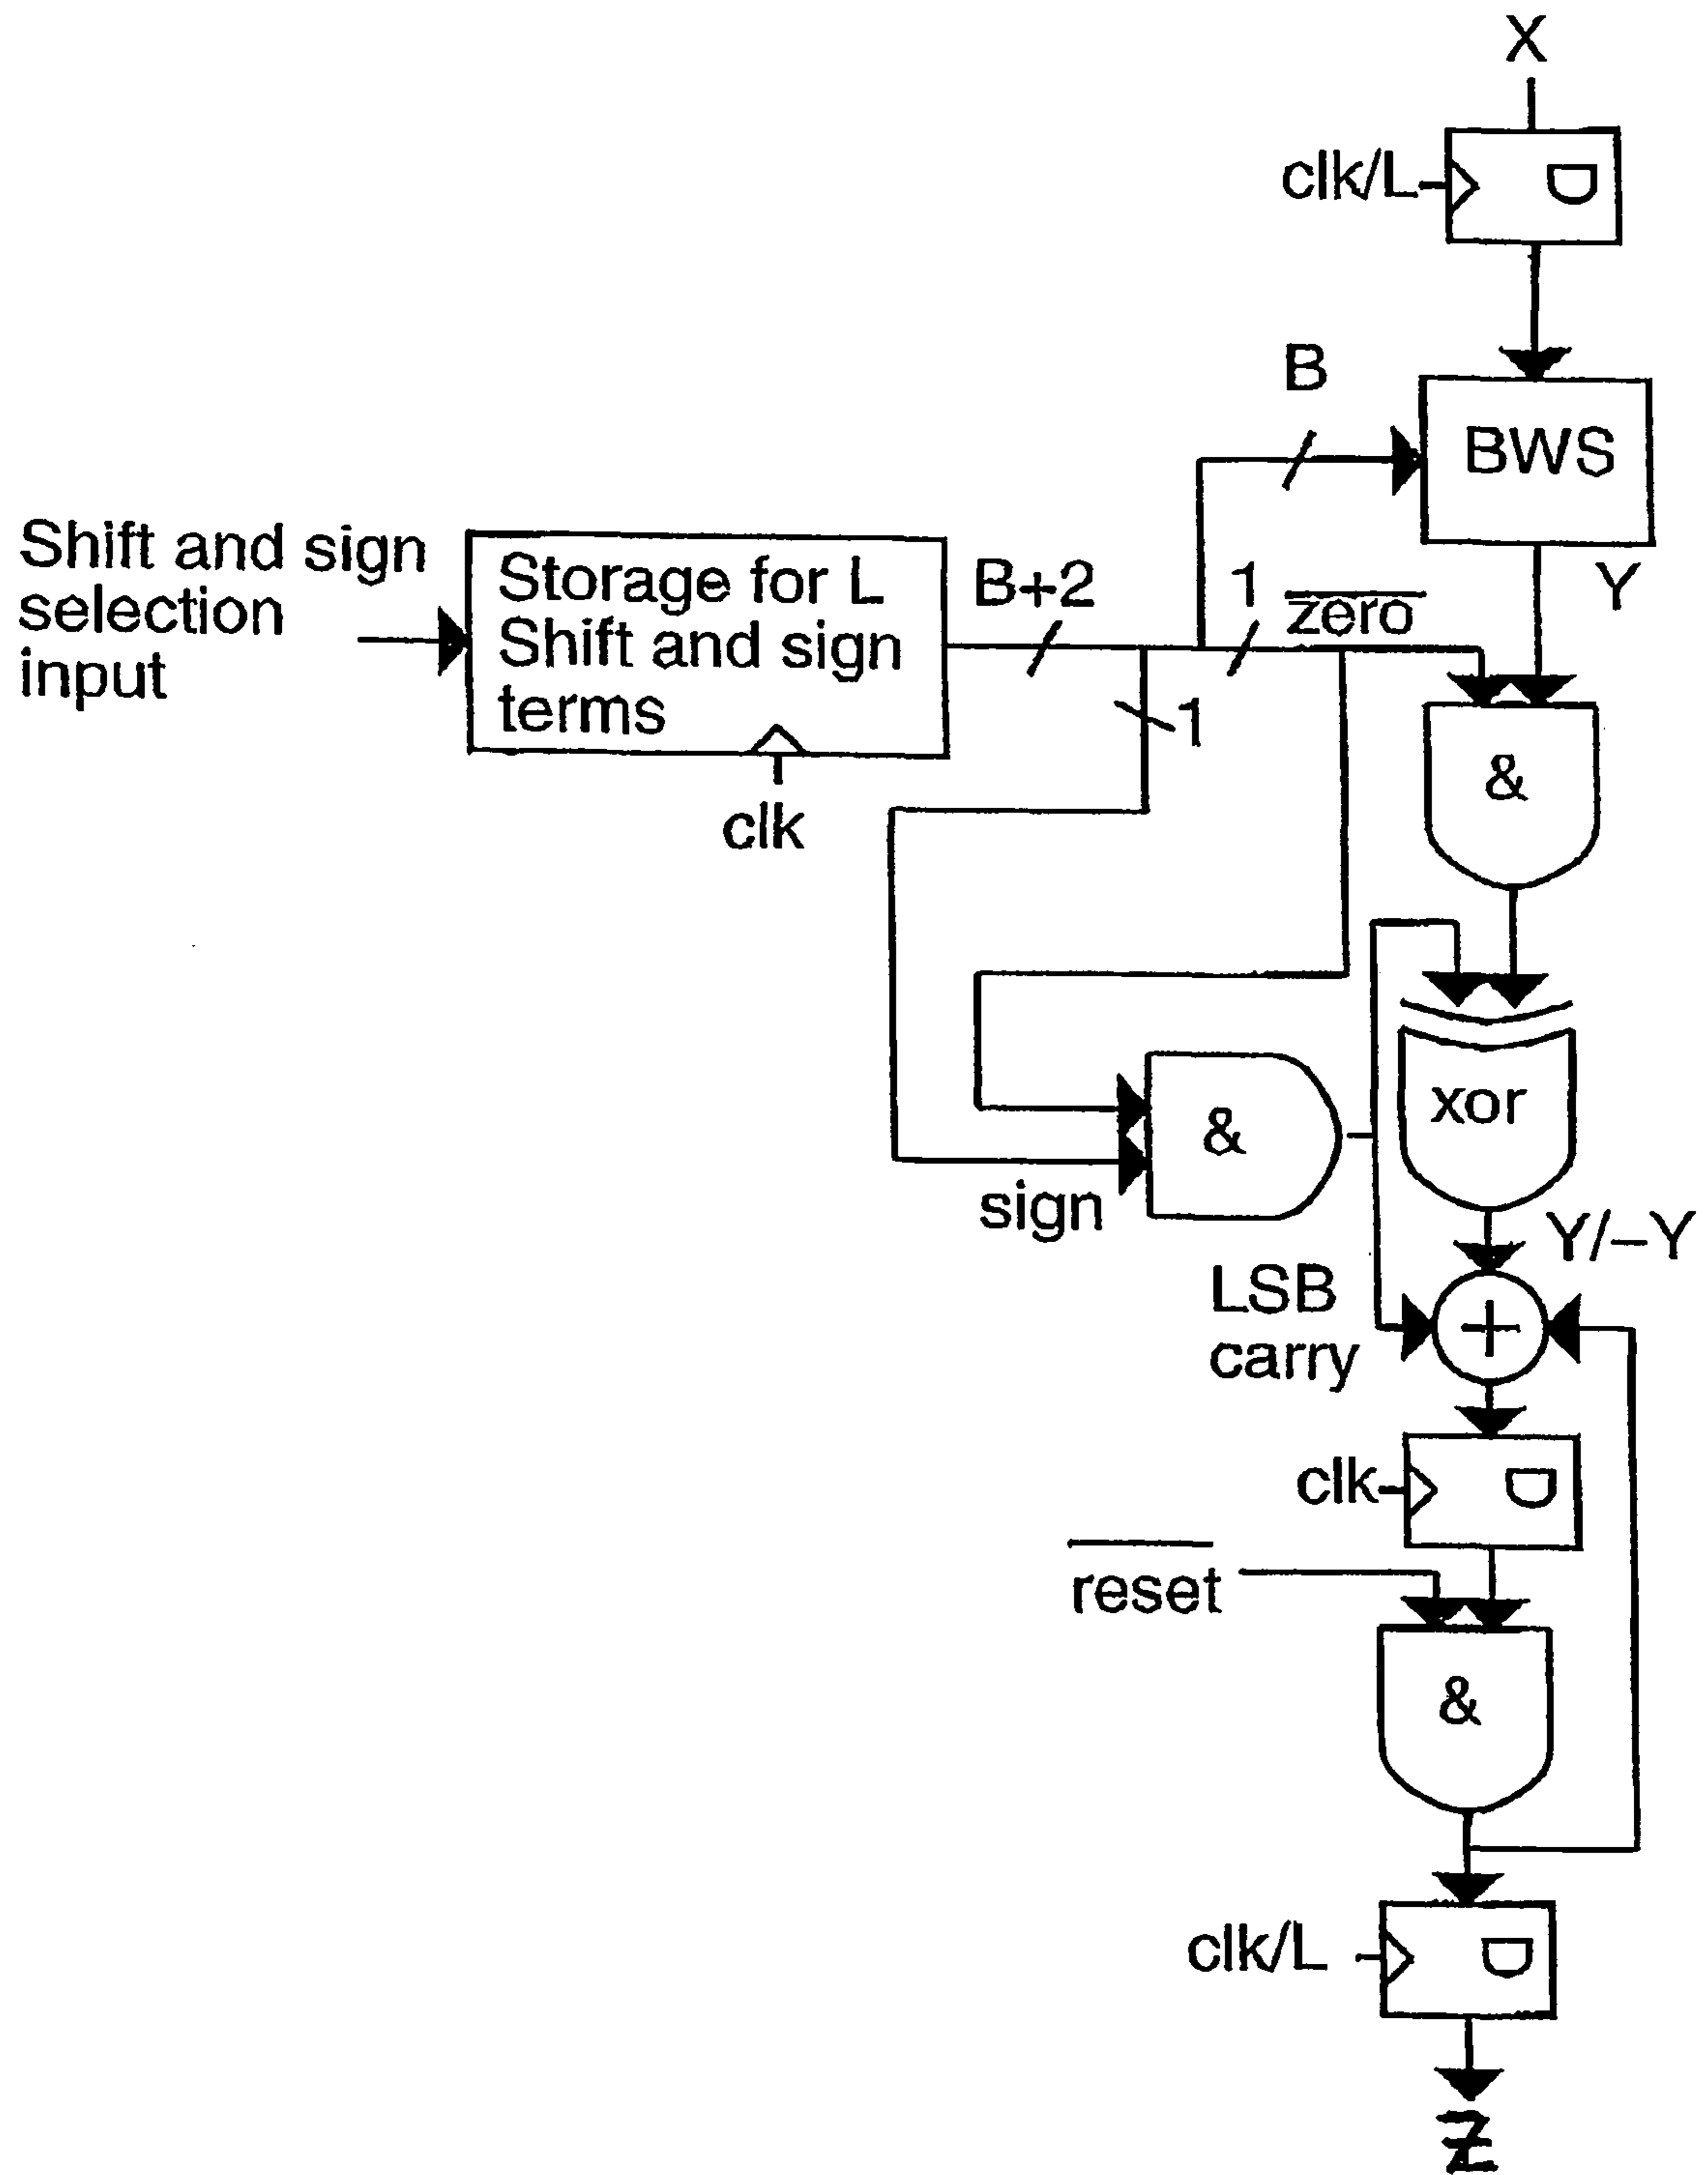 X
clk/L
D
B
BWS
Shift and sign
selection
input
Storage for L
Shift and sign
terms
B+2
1
zero
Y
1
clk
&
xor
&
sign
Y/–Y
LSB
carry
+
clk
D
reset
&
clk/L
D
Z